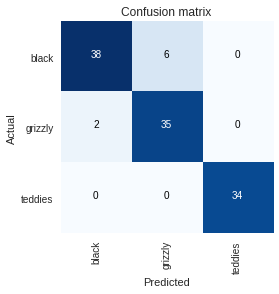 Confusion matrix
Actual
black 38 6 0
grizzly 2 35 0
teddies 0 0 34
black grizzly teddies
Predicted